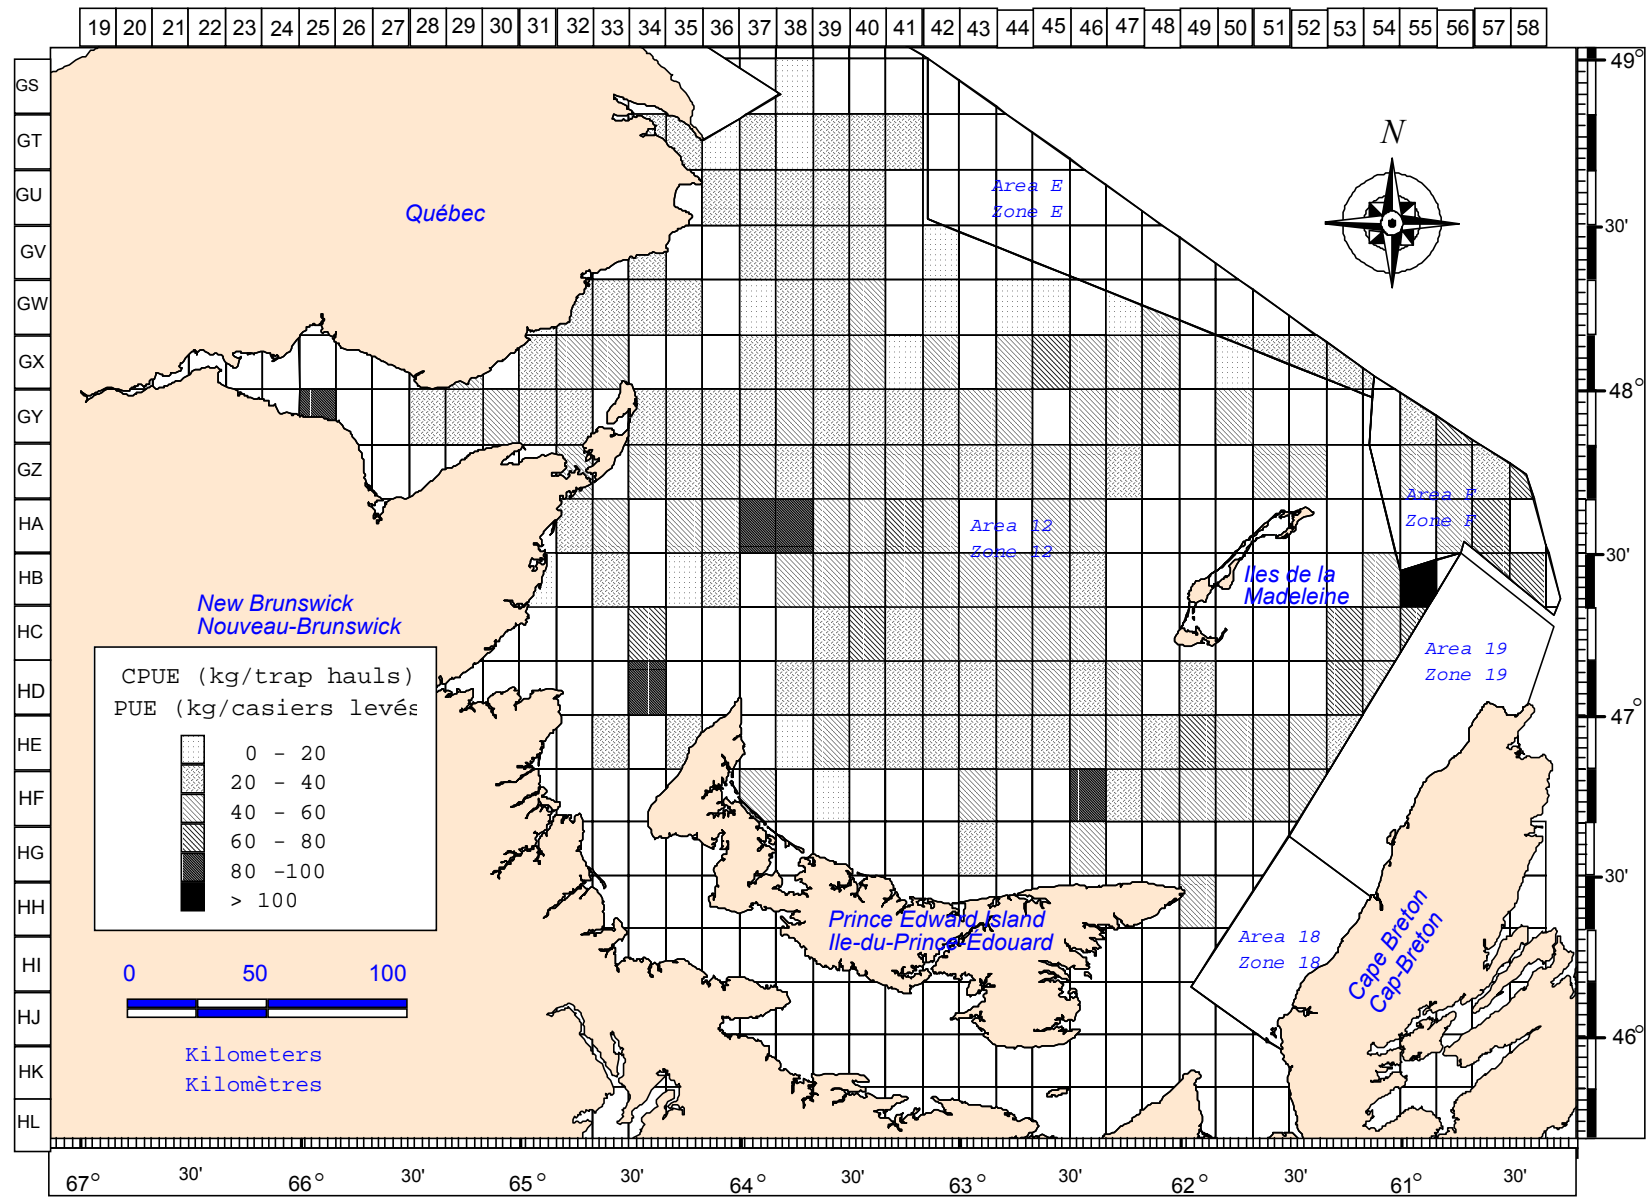 19 20 21 22 23 24 25 26 27 28 29 30 31 32 33 34 35 36 37 38 39 40 41 42 43 44 45 46 47 48 49 50 51 52 53 54 55 56 57 58
GS
GT
GU
GV
GW
GX
GY
GZ
HA
HB
HC
HD
HE
HF
HG
HH
HI
HJ
HK
HL
49°
30'
48°
30'
47°
30'
46°
N
Area E
Zone E
Québec
Area F
Zone F
Area 12
Zone 12
Iles de la
Madeleine
New Brunswick
Nouveau-Brunswick
Area 19
Zone 19
CPUE (kg/trap hauls)
PUE (kg/casiers levés
0 - 20
20 - 40
40 - 60
60 - 80
80 -100
> 100
Prince Edward Island
Ile-du-Prince-Édouard
Area 18
Zone 18
Cape Breton
Cap-Breton
0 50 100
Kilometers
Kilomètres
67° 30' 66° 30' 65° 30' 64° 30' 63° 30' 62° 30' 61° 30'